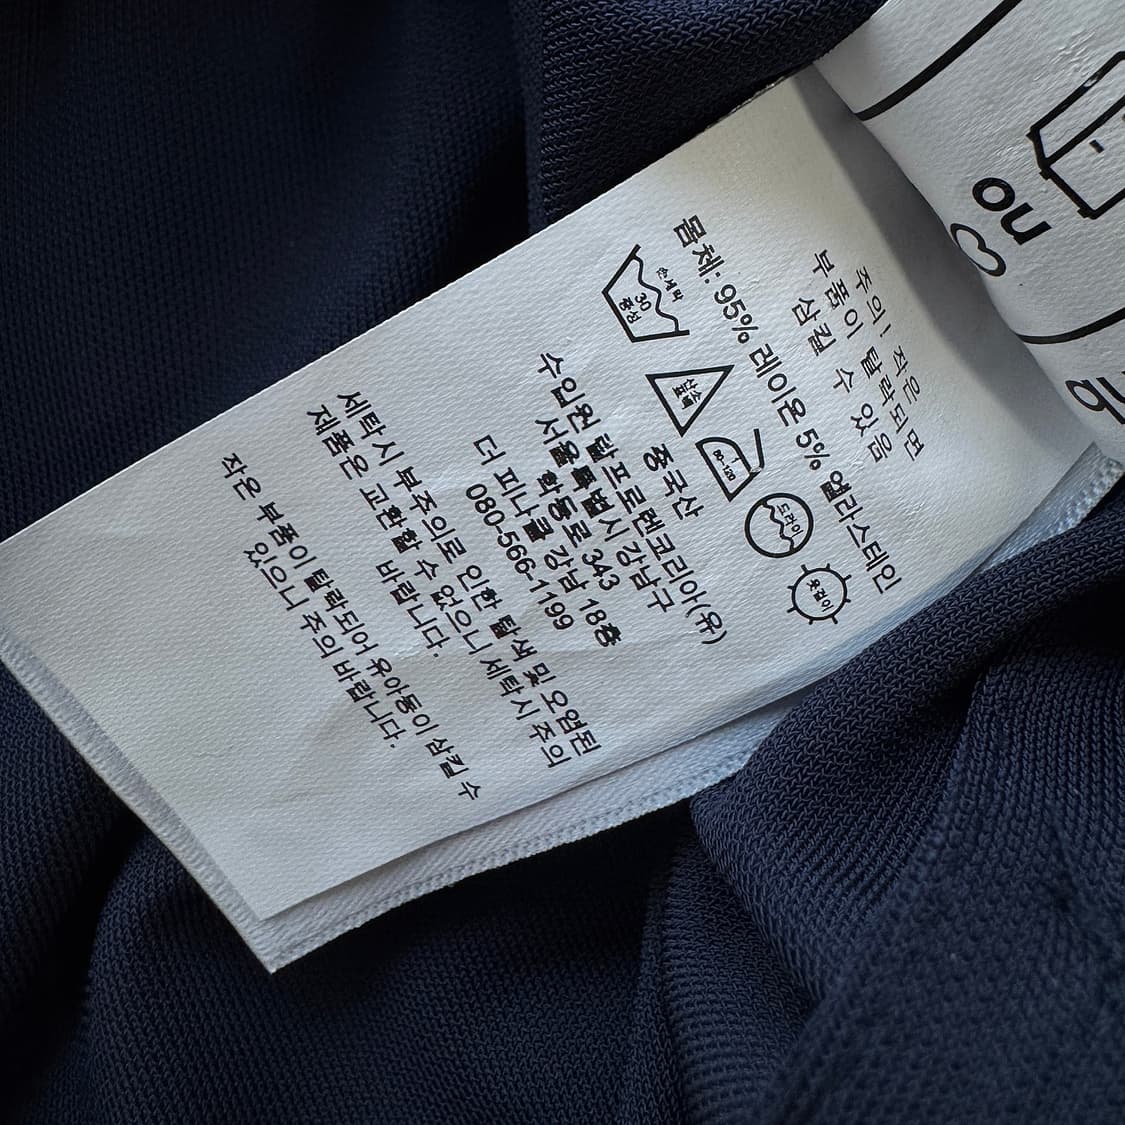 주의! 작은
부품이 탈락되면
삼킬 수 있음
몸체: 95% 레이온 5% 엘라스테인
손세탁
30
중성
산소
표백
80-120
드라이
옷걸이
중국산
수입원 랄프로렌코리아(유)
서울특별시 강남구
학동로 343
더 피나클 강남 18층
080-566-1199
세탁시 부주의로 인한 탈색 및 오염된
제품은 교환할 수 없으니 세탁시 주의
바랍니다.
작은 부품이 탈락되어 유아동이 삼킬 수
있으니 주의 바랍니다.
ou